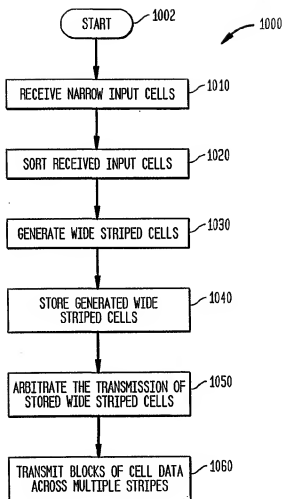 START
1002
1000
RECEIVE NARROW INPUT CELLS
1010
SORT RECEIVED INPUT CELLS
1020
GENERATE WIDE STRIPED CELLS
1030
STORE GENERATED WIDE
STRIPED CELLS
1040
ARBITRATE THE TRANSMISSION OF
STORED WIDE STRIPED CELLS
1050
TRANSMIT BLOCKS OF CELL DATA
ACROSS MULTIPLE STRIPES
1060